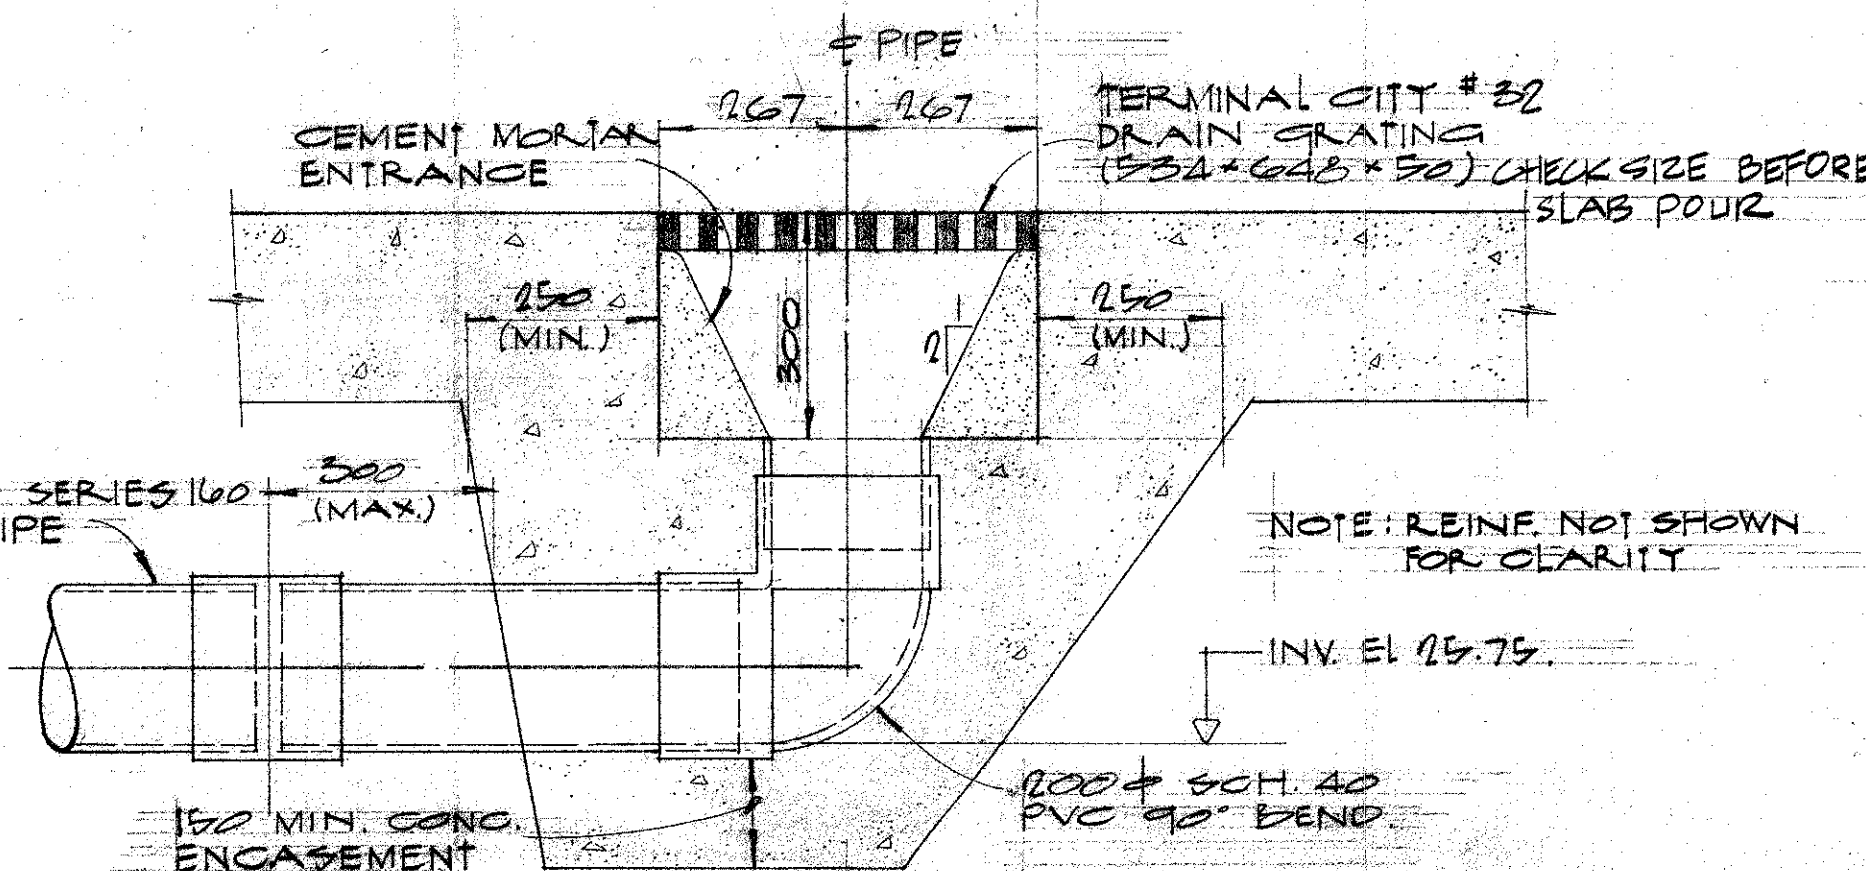 ℄ PIPE
267 267
TERMINAL CITY # 32
DRAIN GRATING
(534 × 648 × 50) CHECK SIZE BEFORE
SLAB POUR
CEMENT MORTAR
ENTRANCE
250
(MIN.)
300
2
1
250
(MIN.)
SERIES 160
IPE
300
(MAX.)
NOTE: REINF. NOT SHOWN
FOR CLARITY
INV. EL 25.75.
200 ⌀ SCH. 40
PVC 90° BEND.
150 MIN. CONC.
ENCASEMENT